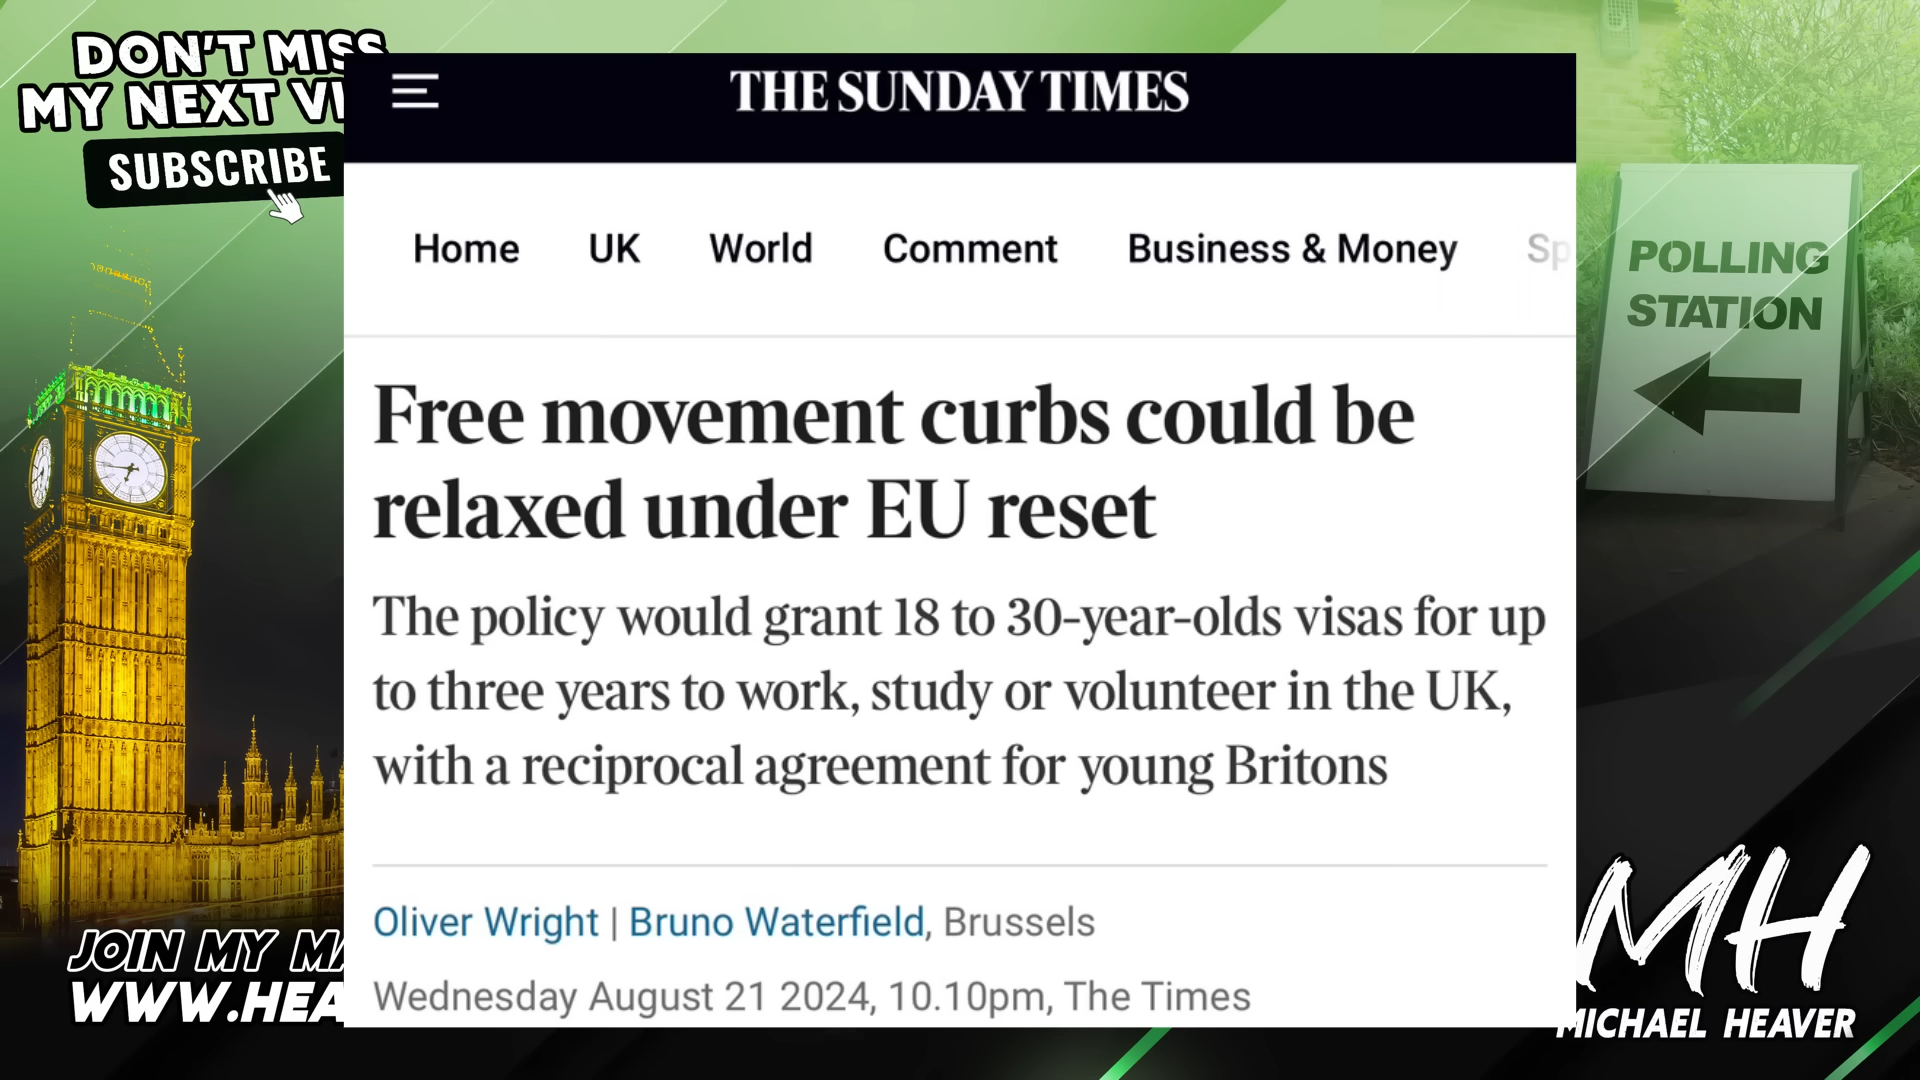 DON'T MISS
MY NEXT
SUBSCRIBE
THE SUNDAY TIMES
Home UK World Comment Business & Money
Free movement curbs could be
relaxed under EU reset
The policy would grant 18 to 30-year-olds visas for up
to three years to work, study or volunteer in the UK,
with a reciprocal agreement for young Britons
Oliver Wright | Bruno Waterfield, Brussels
Wednesday August 21 2024, 10.10pm, The Times
POLLING
STATION
JOIN MY
WWW.HEA
MH
MICHAEL HEAVER